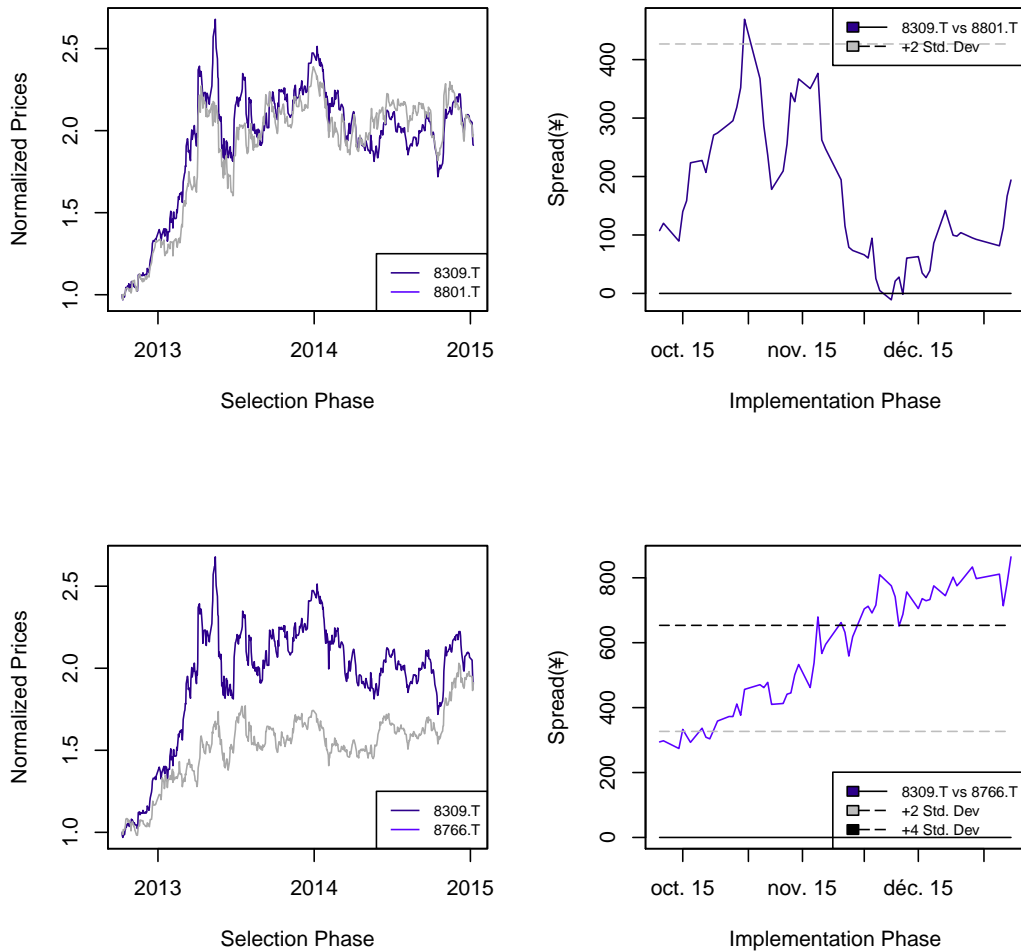 Normalized Prices
2.5
2.0
1.5
1.0
8309.T
8801.T
2013
2014
2015
Selection Phase
Spread(¥)
400
300
200
100
0
8309.T vs 8801.T
+2 Std. Dev
oct. 15
nov. 15
déc. 15
Implementation Phase
Normalized Prices
2.5
2.0
1.5
1.0
8309.T
8766.T
2013
2014
2015
Selection Phase
Spread(¥)
800
600
400
200
0
8309.T vs 8766.T
+2 Std. Dev
+4 Std. Dev
oct. 15
nov. 15
déc. 15
Implementation Phase